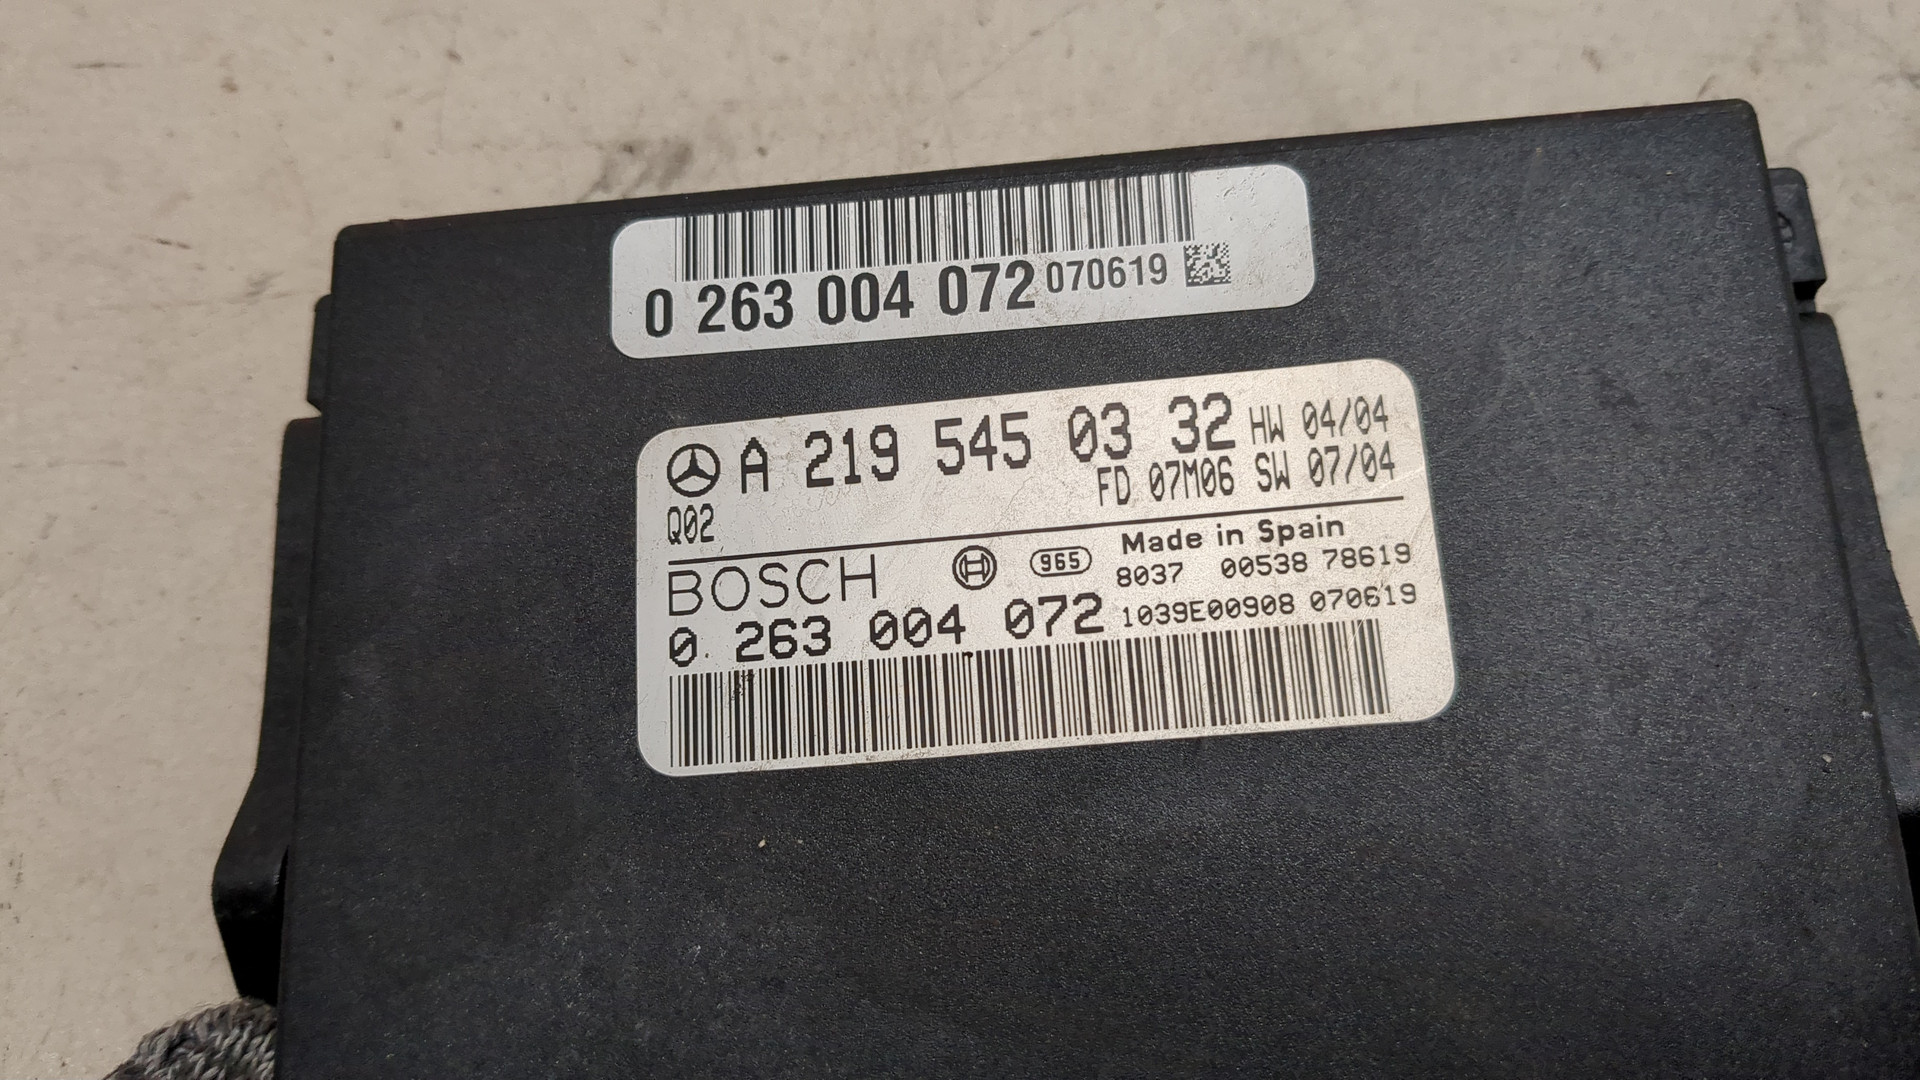 0 263 004 072 070619
A 219 545 03 32 HW 04/04
FD 07M06 SW 07/04
Q02
Made in Spain
BOSCH 965 8037 00538 78619
0 263 004 072 1039E00908 070619